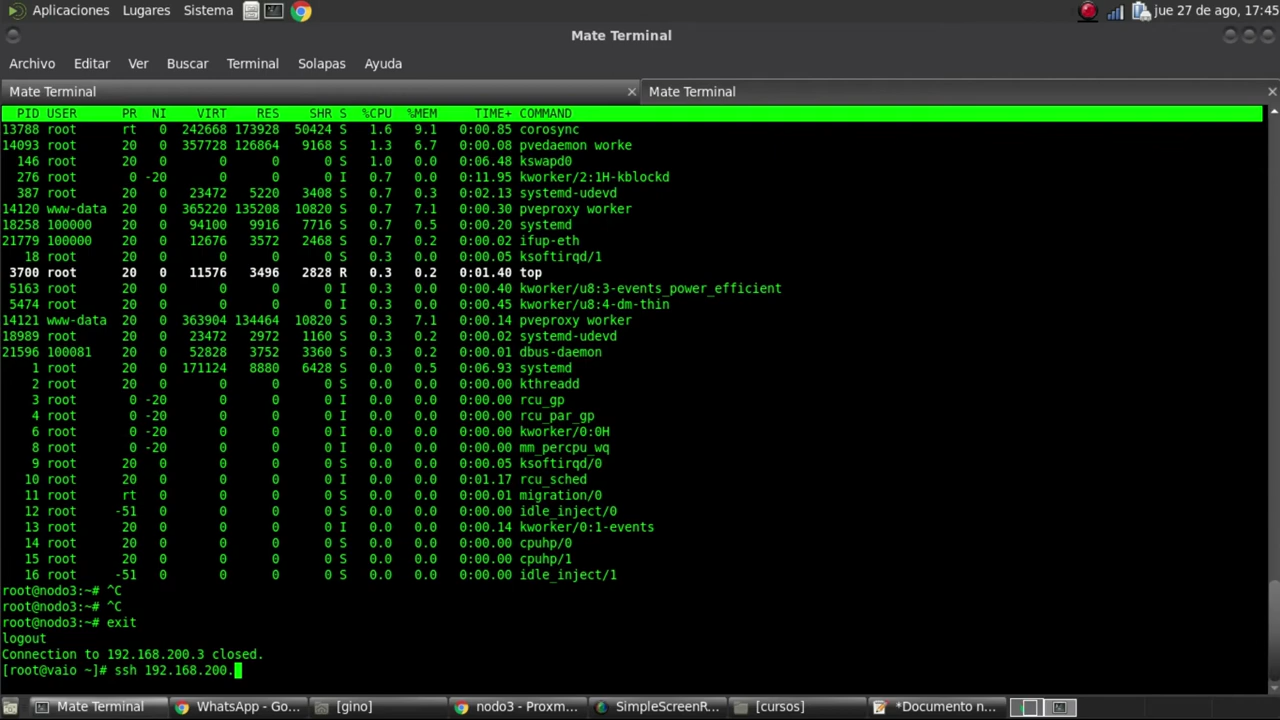 Aplicaciones Lugares Sistema jue 27 de ago, 17:45
Mate Terminal
Archivo Editar Ver Buscar Terminal Solapas Ayuda
Mate Terminal × Mate Terminal ×
PID USER PR NI VIRT RES SHR S %CPU %MEM TIME+ COMMAND
13788 root rt 0 242668 173928 50424 S 1.6 9.1 0:00.85 corosync
14093 root 20 0 357728 126864 9168 S 1.3 6.7 0:00.08 pvedaemon worke
146 root 20 0 0 0 0 S 1.0 0.0 0:06.48 kswapd0
276 root 0 -20 0 0 0 I 0.7 0.0 0:11.95 kworker/2:1H-kblockd
387 root 20 0 23472 5220 3408 S 0.7 0.3 0:02.13 systemd-udevd
14120 www-data 20 0 365220 135208 10820 S 0.7 7.1 0:00.30 pveproxy worker
18258 100000 20 0 94100 9916 7716 S 0.7 0.5 0:00.20 systemd
21779 100000 20 0 12676 3572 2468 S 0.7 0.2 0:00.02 ifup-eth
18 root 20 0 0 0 0 S 0.3 0.0 0:00.05 ksoftirqd/1
3700 root 20 0 11576 3496 2828 R 0.3 0.2 0:01.40 top
5163 root 20 0 0 0 0 I 0.3 0.0 0:00.40 kworker/u8:3-events_power_efficient
5474 root 20 0 0 0 0 I 0.3 0.0 0:00.45 kworker/u8:4-dm-thin
14121 www-data 20 0 363904 134464 10820 S 0.3 7.1 0:00.14 pveproxy worker
18989 root 20 0 23472 2972 1160 S 0.3 0.2 0:00.02 systemd-udevd
21596 100081 20 0 52828 3752 3360 S 0.3 0.2 0:00.01 dbus-daemon
1 root 20 0 171124 8880 6428 S 0.0 0.5 0:06.93 systemd
2 root 20 0 0 0 0 S 0.0 0.0 0:00.00 kthreadd
3 root 0 -20 0 0 0 I 0.0 0.0 0:00.00 rcu_gp
4 root 0 -20 0 0 0 I 0.0 0.0 0:00.00 rcu_par_gp
6 root 0 -20 0 0 0 I 0.0 0.0 0:00.00 kworker/0:0H
8 root 0 -20 0 0 0 I 0.0 0.0 0:00.00 mm_percpu_wq
9 root 20 0 0 0 0 S 0.0 0.0 0:00.05 ksoftirqd/0
10 root 20 0 0 0 0 I 0.0 0.0 0:01.17 rcu_sched
11 root rt 0 0 0 0 S 0.0 0.0 0:00.01 migration/0
12 root -51 0 0 0 0 S 0.0 0.0 0:00.00 idle_inject/0
13 root 20 0 0 0 0 I 0.0 0.0 0:00.14 kworker/0:1-events
14 root 20 0 0 0 0 S 0.0 0.0 0:00.00 cpuhp/0
15 root 20 0 0 0 0 S 0.0 0.0 0:00.00 cpuhp/1
16 root -51 0 0 0 0 S 0.0 0.0 0:00.00 idle_inject/1
root@nodo3:~# ^C
root@nodo3:~# ^C
root@nodo3:~# exit
logout
Connection to 192.168.200.3 closed.
[root@vaio ~]# ssh 192.168.200.
Mate Terminal WhatsApp - Go... [gino] nodo3 - Proxm... SimpleScreenR... [cursos] *Documento n...